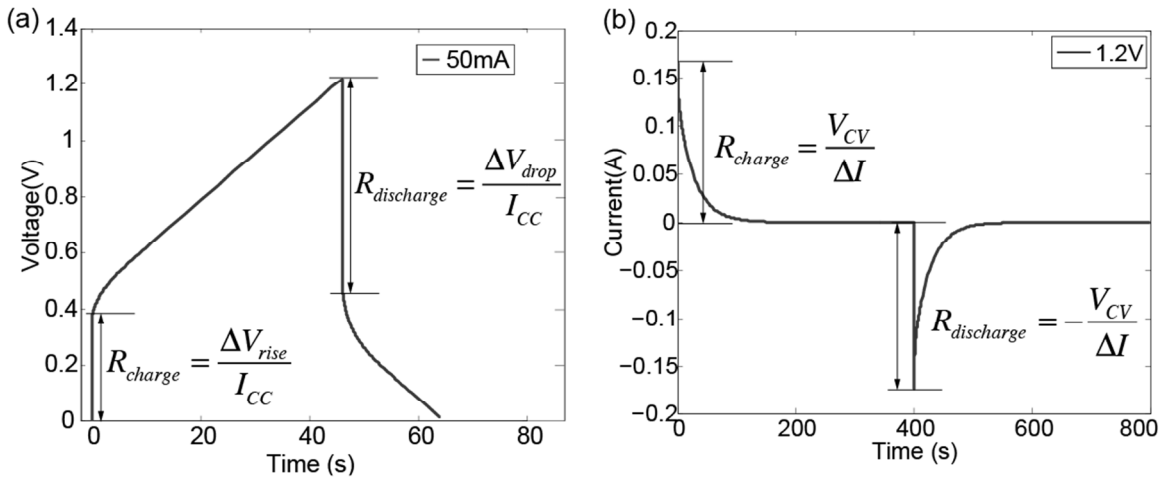 (a)
1.4
1.2
1
0.8
0.6
0.4
0.2
0
Voltage(V)
50mA
R_discharge = ΔV_drop / I_CC
R_charge = ΔV_rise / I_CC
0 20 40 60 80
Time (s)
(b)
0.2
0.15
0.1
0.05
0
−0.05
−0.1
−0.15
−0.2
Current(A)
1.2V
R_charge = V_CV / ΔI
R_discharge = − V_CV / ΔI
0 200 400 600 800
Time (s)